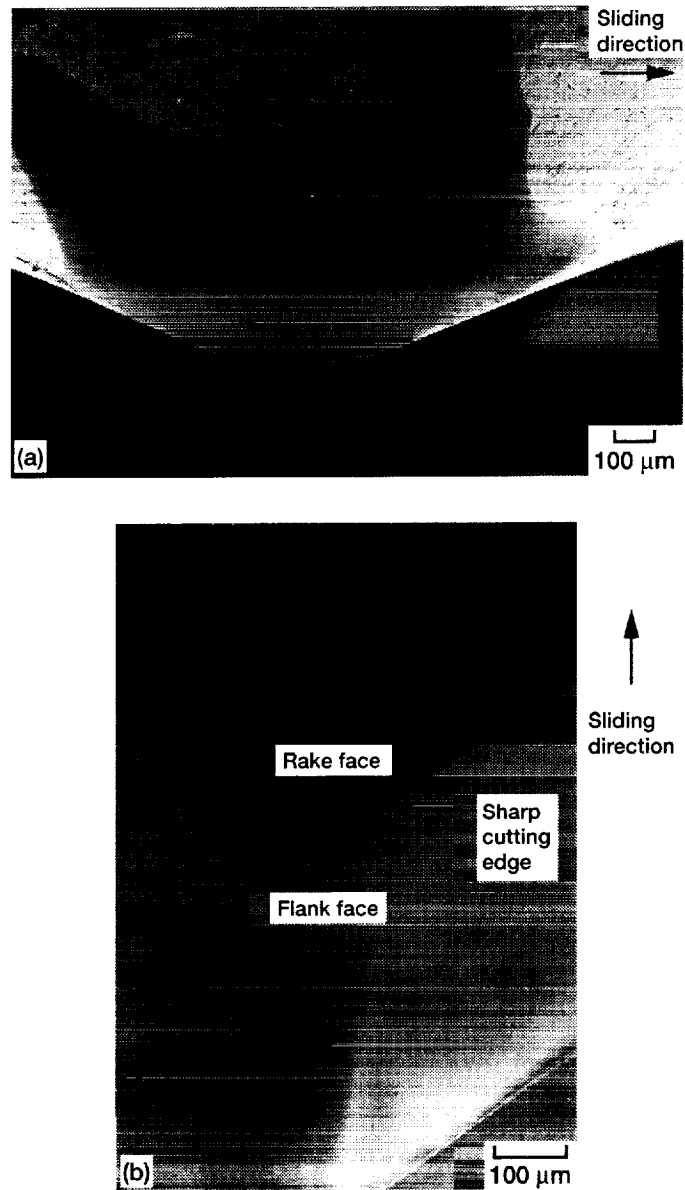 Sliding
direction
(a)
100 μm
Rake face
Sliding
direction
Sharp
cutting
edge
Flank face
(b)
100 μm